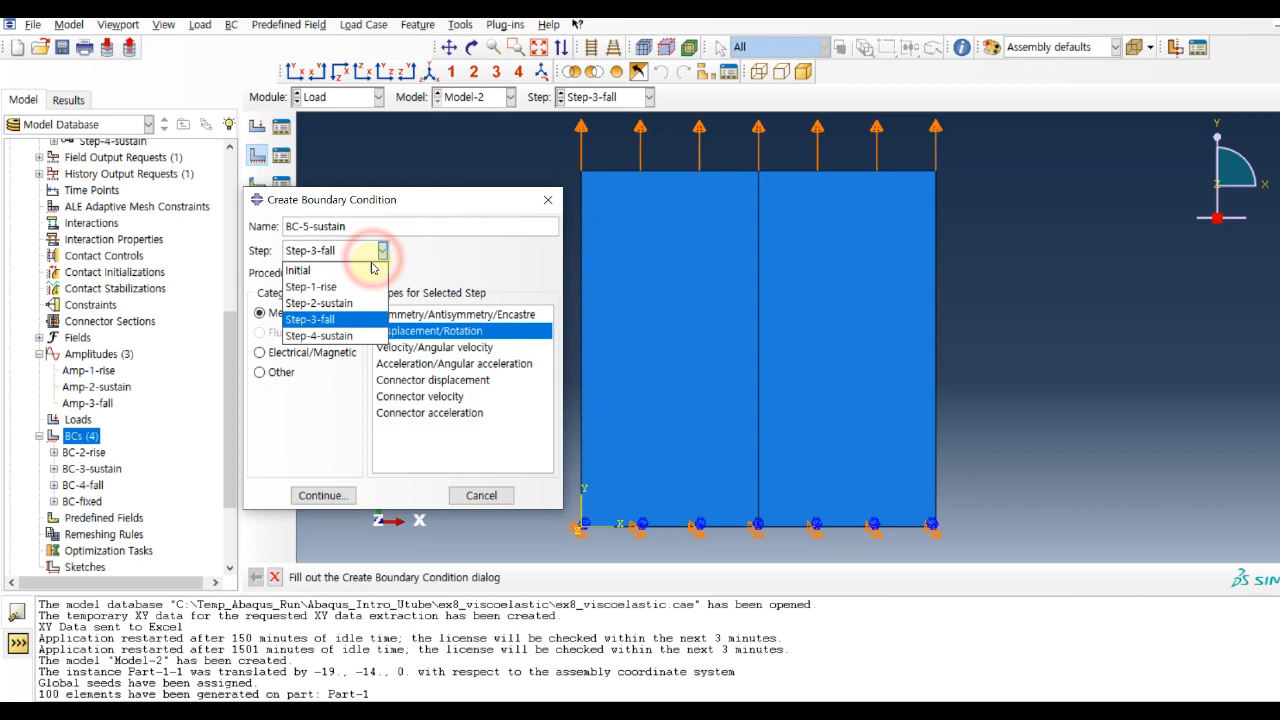 File Model Viewport View Load BC Predefined Field Load Case Feature Tools Plug-ins Help
All
Assembly defaults
1 2 3 4
Model Results
Module: Load Model: Model-2 Step: Step-3-fall
Model Database
Step-4-sustain
Field Output Requests (1)
History Output Requests (1)
Time Points
ALE Adaptive Mesh Constraints
Interactions
Interaction Properties
Contact Controls
Contact Initializations
Contact Stabilizations
Constraints
Connector Sections
Fields
Amplitudes (3)
Amp-1-rise
Amp-2-sustain
Amp-3-fall
Loads
BCs (4)
BC-2-rise
BC-3-sustain
BC-4-fall
BC-fixed
Predefined Fields
Remeshing Rules
Optimization Tasks
Sketches
Create Boundary Condition
Name: BC-5-sustain
Step: Step-3-fall
Initial
Step-1-rise
Step-2-sustain
Step-3-fall
Step-4-sustain
Proced
Categ
Me
Flu
Electrical/Magnetic
Other
pes for Selected Step
mmetry/Antisymmetry/Encastre
splacement/Rotation
Velocity/Angular velocity
Acceleration/Angular acceleration
Connector displacement
Connector velocity
Connector acceleration
Continue... Cancel
Y
X
Z
Y
X
Z
Z X
Fill out the Create Boundary Condition dialog
SIM
The model database "C:\Temp_Abaqus_Run\Abaqus_Intro_Utube\ex8_viscoelastic\ex8_viscoelastic.cae" has been opened.
The temporary XY data for the requested XY data extraction has been created.
XY Data sent to Excel
Application restarted after 150 minutes of idle time; the license will be checked within the next 3 minutes.
Application restarted after 1501 minutes of idle time; the license will be checked within the next 3 minutes.
The model "Model-2" has been created.
The instance Part-1-1 was translated by -19., -14., 0. with respect to the assembly coordinate system
Global seeds have been assigned.
100 elements have been generated on part: Part-1